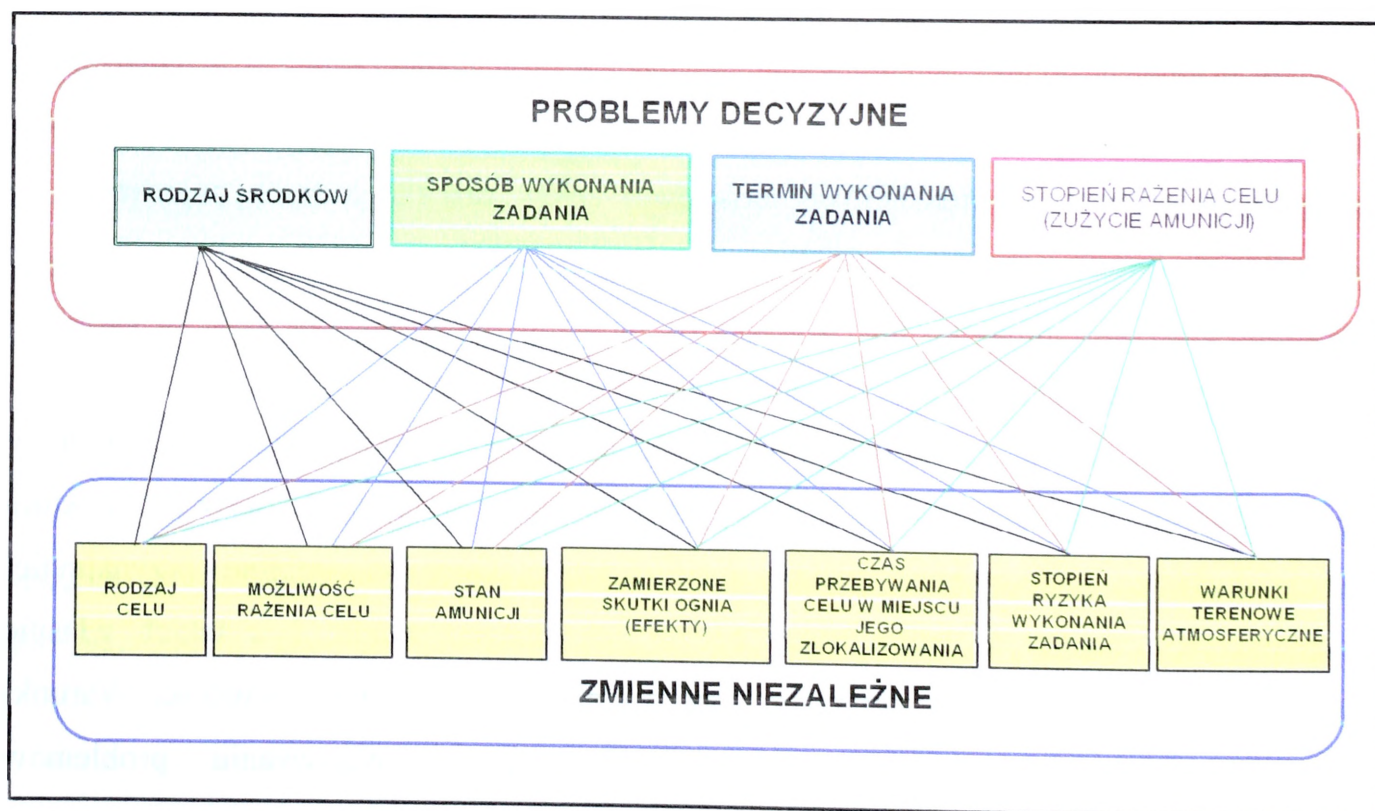 PROBLEMY DECYZYJNE
RODZAJ ŚRODKÓW
SPOSÓB WYKONANIA
ZADANIA
TERMIN WYKONANIA
ZADANIA
STOPIEŃ RAŻENIA CELU
(ZUŻYCIE AMUNICJI)
RODZAJ
CELU
MOŻLIWOŚĆ
RAŻENIA CELU
STAN
AMUNICJI
ZAMIERZONE
SKUTKI OGNIA
(EFEKTY)
CZAS
PRZEBYWANIA
CELU W MIEJSCU
JEGO
ZLOKALIZOWANIA
STOPIEŃ
RYZYKA
WYKONANIA
ZADANIA
WARUNKI
TERENOWE
ATMOSFERYCZNE
ZMIENNE NIEZALEŻNE